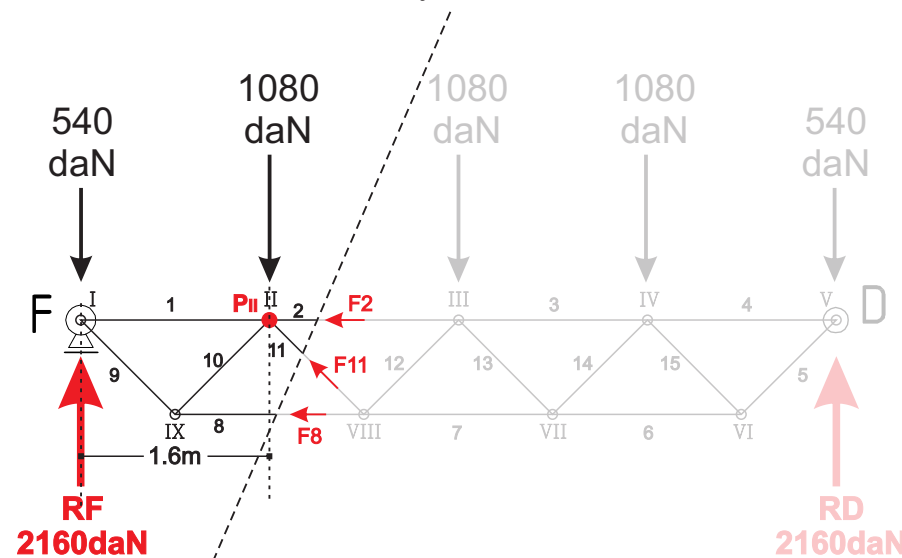 540
daN
1080
daN
1080
daN
1080
daN
540
daN
F
I
1
PII
II
2
F2
III
3
IV
4
V
D
9
10
11
F11
12
13
14
15
5
IX
8
F8
VIII
7
VII
6
VI
1.6m
RF
2160daN
RD
2160daN